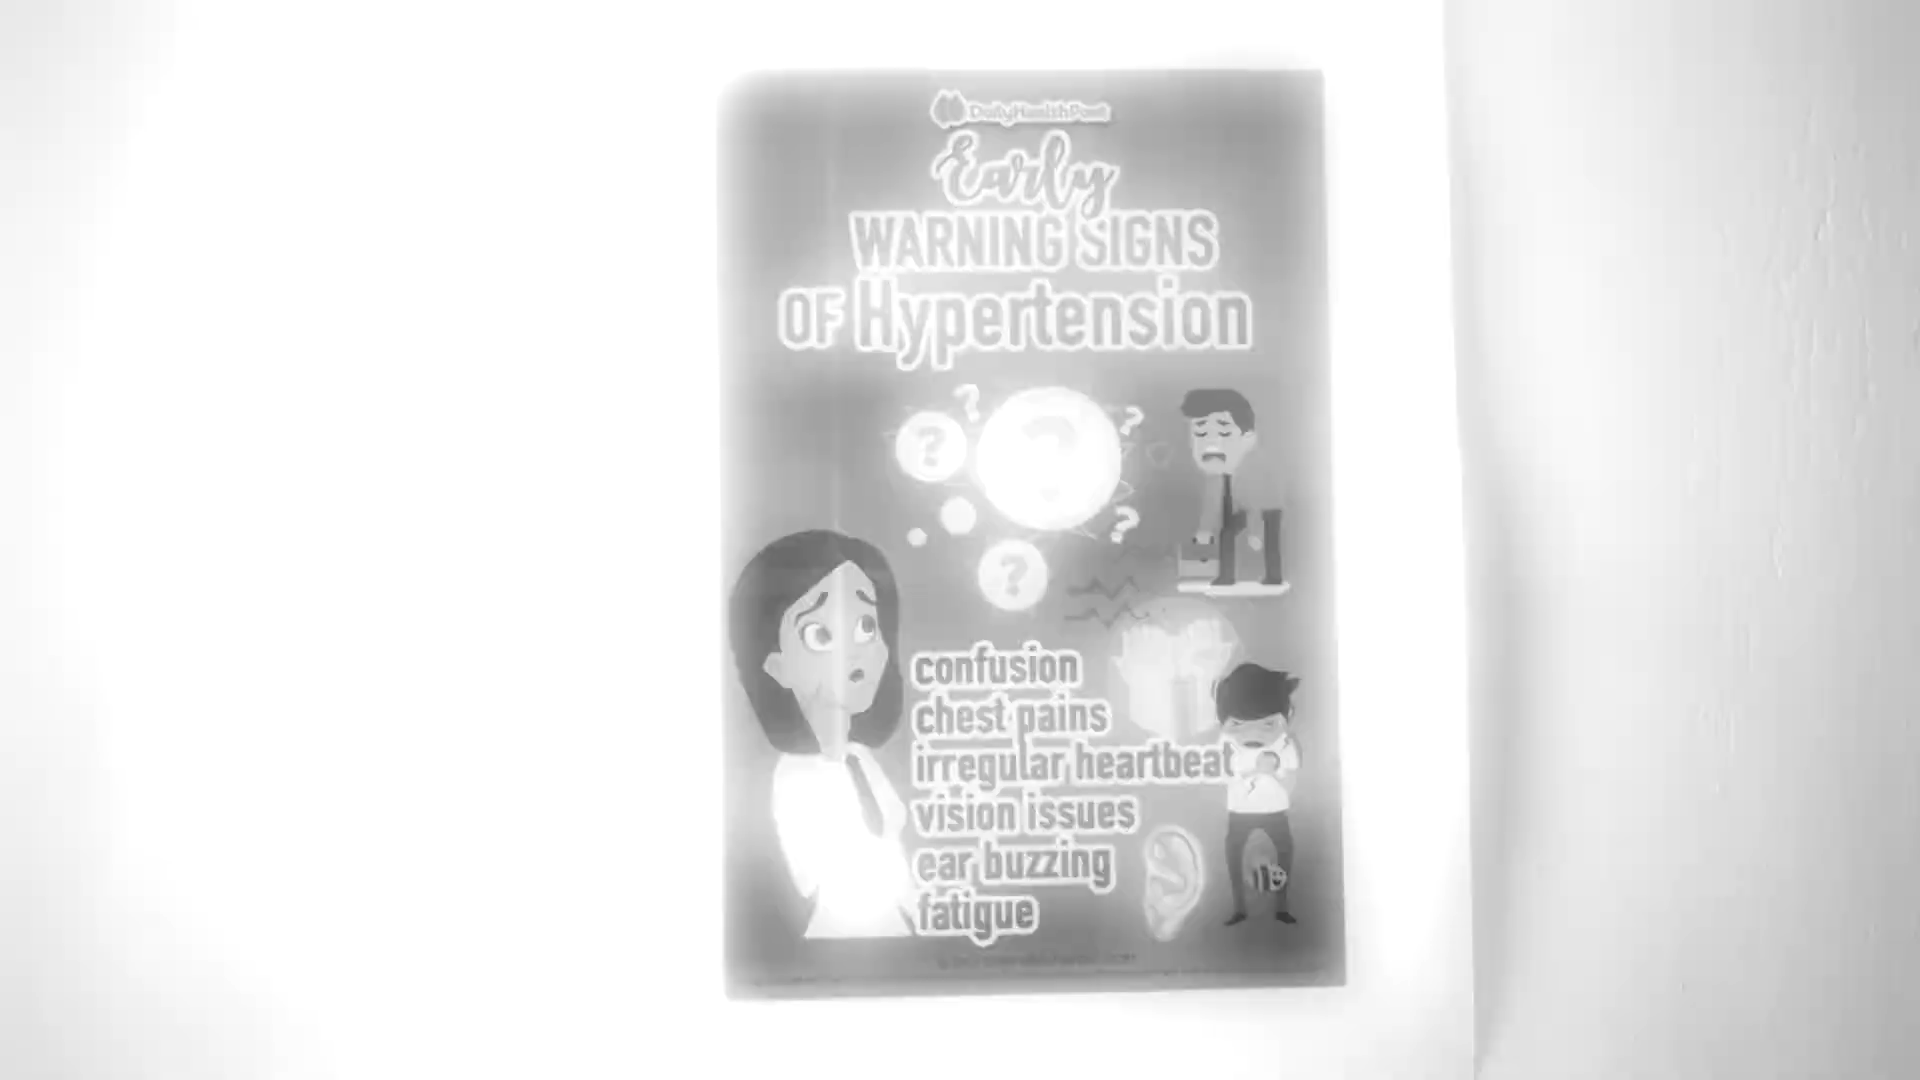 DailyHealthPost
Early
WARNING SIGNS
OF Hypertension
?
?
?
?
?
?
confusion
chest pains
irregular heartbeat
vision issues
ear buzzing
fatigue